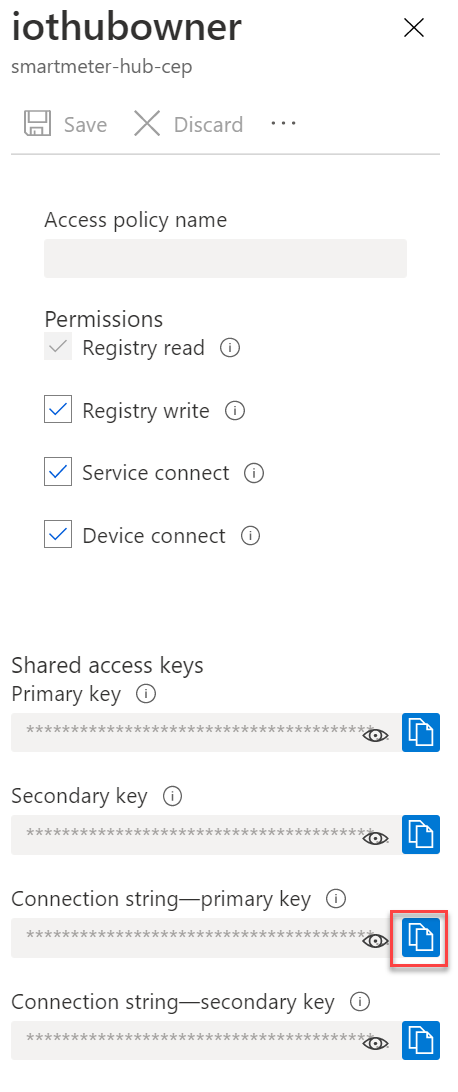 iothubowner
smartmeter-hub-cep
Save Discard ...
Access policy name
Permissions
Registry read
Registry write
Service connect
Device connect
Shared access keys
Primary key
***************************************
Secondary key
***************************************
Connection string—primary key
***************************************
Connection string—secondary key
***************************************